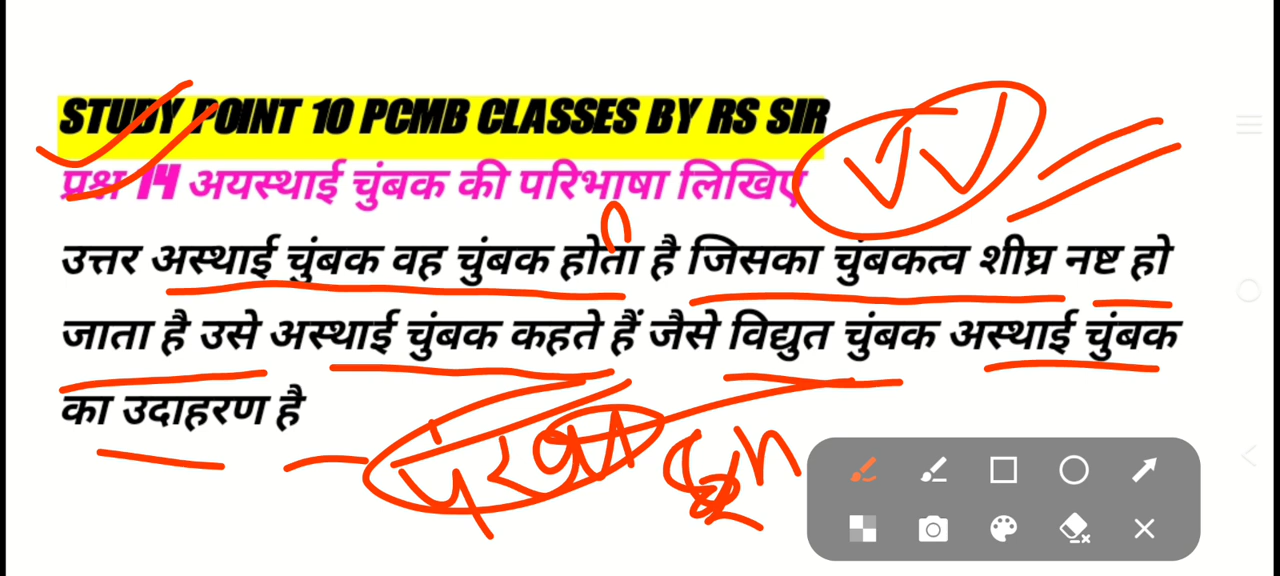 STUDY POINT 10 PCMB CLASSES BY RS SIR
प्रश्न 14 अयस्थाई चुंबक की परिभाषा लिखिए
उत्तर अस्थाई चुंबक वह चुंबक होता है जिसका चुंबकत्व शीघ्र नष्ट हो
जाता है उसे अस्थाई चुंबक कहते हैं जैसे विद्युत चुंबक अस्थाई चुंबक
का उदाहरण है